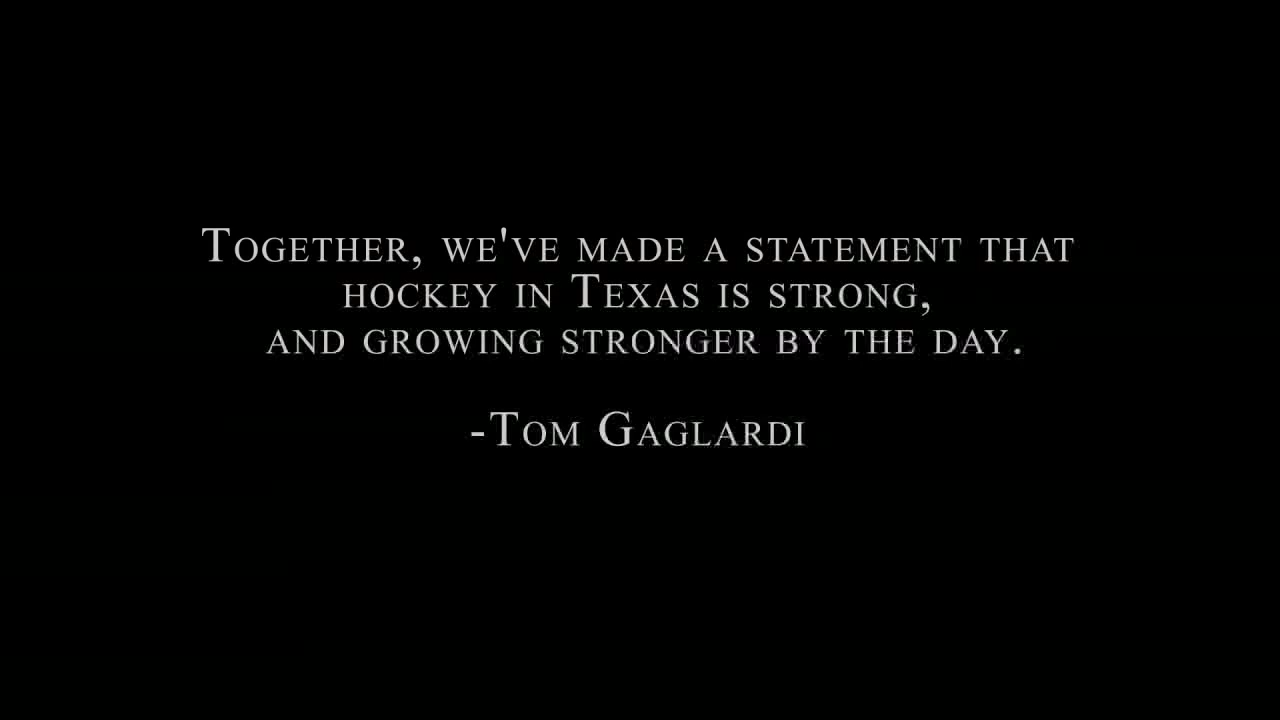 Together, we've made a statement that
hockey in Texas is strong,
and growing stronger by the day.
-Tom Gaglardi